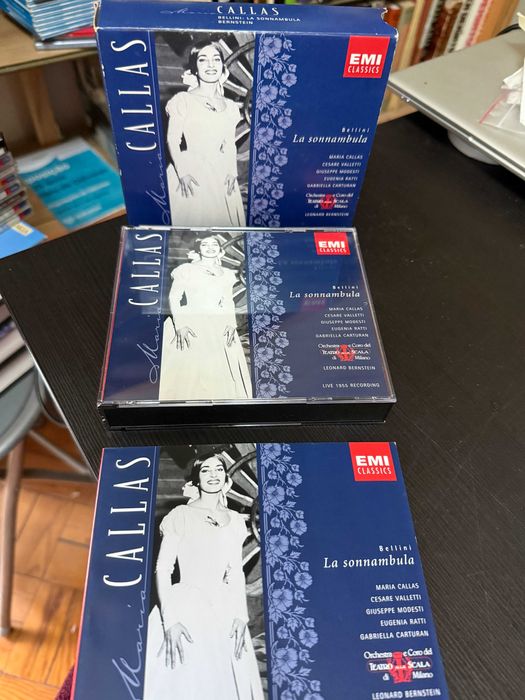 Maria CALLAS
BELLINI: LA SONNAMBULA
BERNSTEIN
Maria CALLAS
EMI
CLASSICS
Bellini
La sonnambula
MARIA CALLAS
CESARE VALLETTI
GIUSEPPE MODESTI
EUGENIA RATTI
GABRIELLA CARTURAN
Orchestra e Coro del
TEATRO ALLA SCALA
di Milano
LEONARD BERNSTEIN
Maria CALLAS
EMI
CLASSICS
Bellini
La sonnambula
MARIA CALLAS
CESARE VALLETTI
GIUSEPPE MODESTI
EUGENIA RATTI
GABRIELLA CARTURAN
Orchestra e Coro del
TEATRO ALLA SCALA
di Milano
LEONARD BERNSTEIN
LIVE 1955 RECORDING
Maria CALLAS
EMI
CLASSICS
Bellini
La sonnambula
MARIA CALLAS
CESARE VALLETTI
GIUSEPPE MODESTI
EUGENIA RATTI
GABRIELLA CARTURAN
Orchestra e Coro del
TEATRO ALLA SCALA
di Milano
LEONARD BERNSTEIN